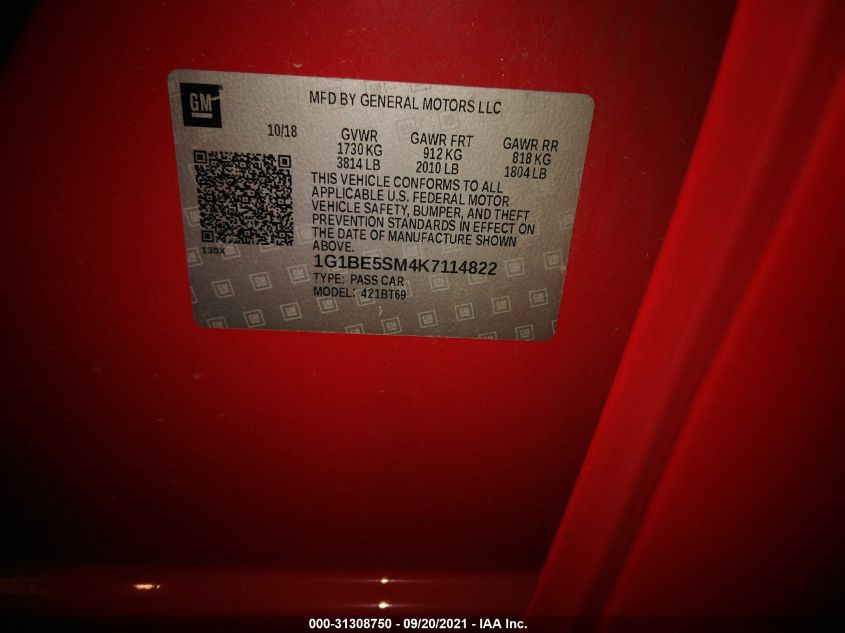 GM
MFD BY GENERAL MOTORS LLC
10/18
GVWR
1730 KG
3814 LB
GAWR FRT
912 KG
2010 LB
GAWR RR
818 KG
1804 LB
THIS VEHICLE CONFORMS TO ALL
APPLICABLE U.S. FEDERAL MOTOR
VEHICLE SAFETY, BUMPER, AND THEFT
PREVENTION STANDARDS IN EFFECT ON
THE DATE OF MANUFACTURE SHOWN
ABOVE.
130X
1G1BE5SM4K7114822
TYPE: PASS CAR
MODEL: 421BT69
000-31308750 - 09/20/2021 - IAA Inc.